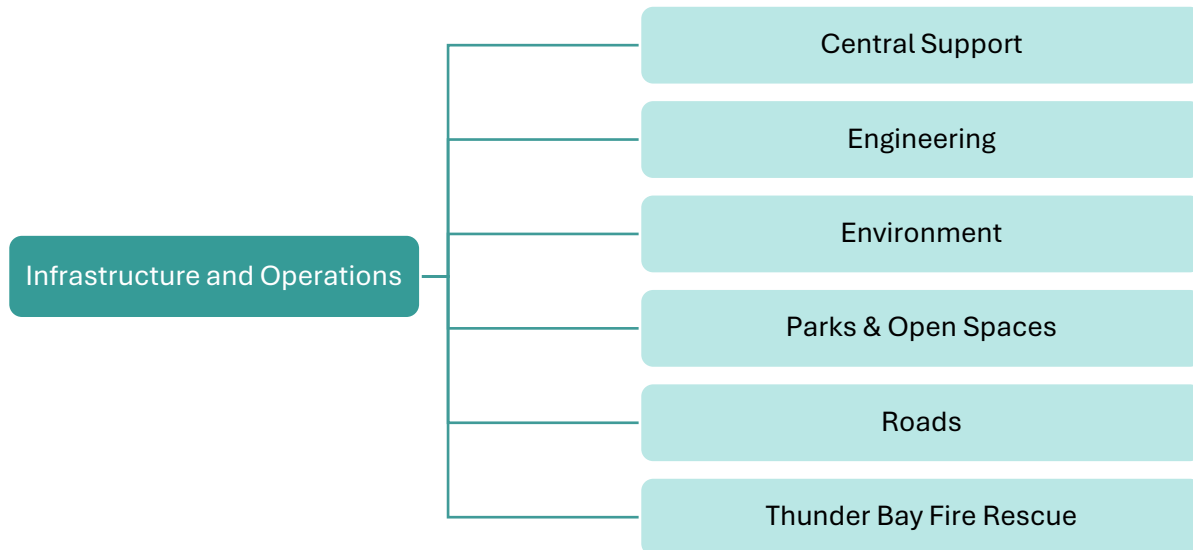 Central Support
Engineering
Environment
Infrastructure and Operations
Parks & Open Spaces
Roads
Thunder Bay Fire Rescue